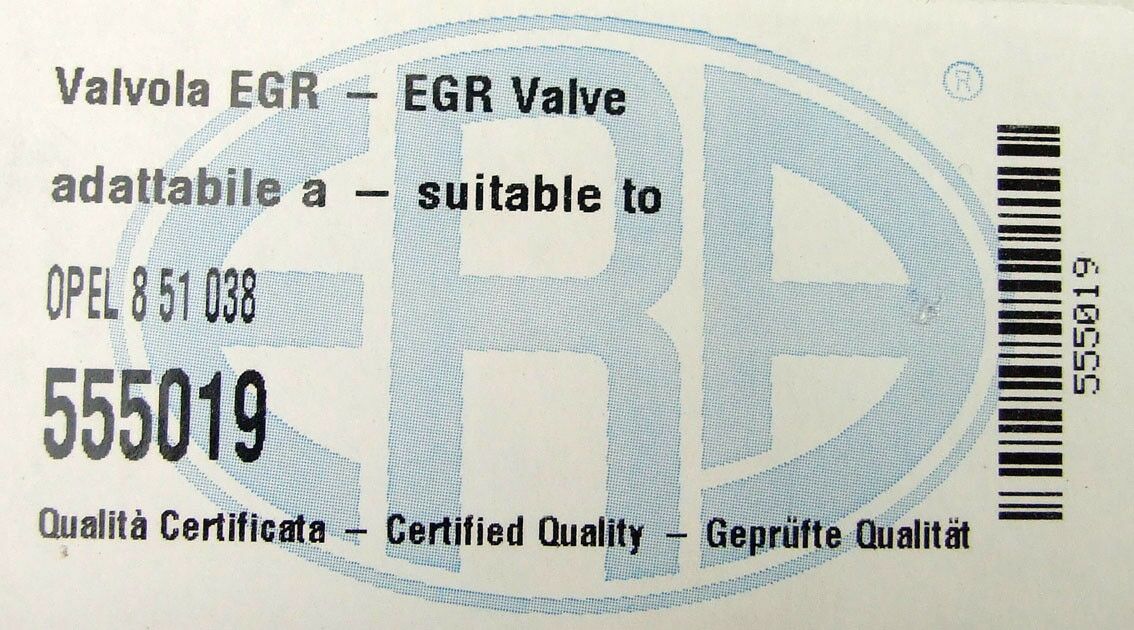 Valvola EGR – EGR Valve
adattabile a – suitable to
OPEL 8 51 038
555019
Qualità Certificata – Certified Quality – Geprüfte Qualität
ERA
®
555019